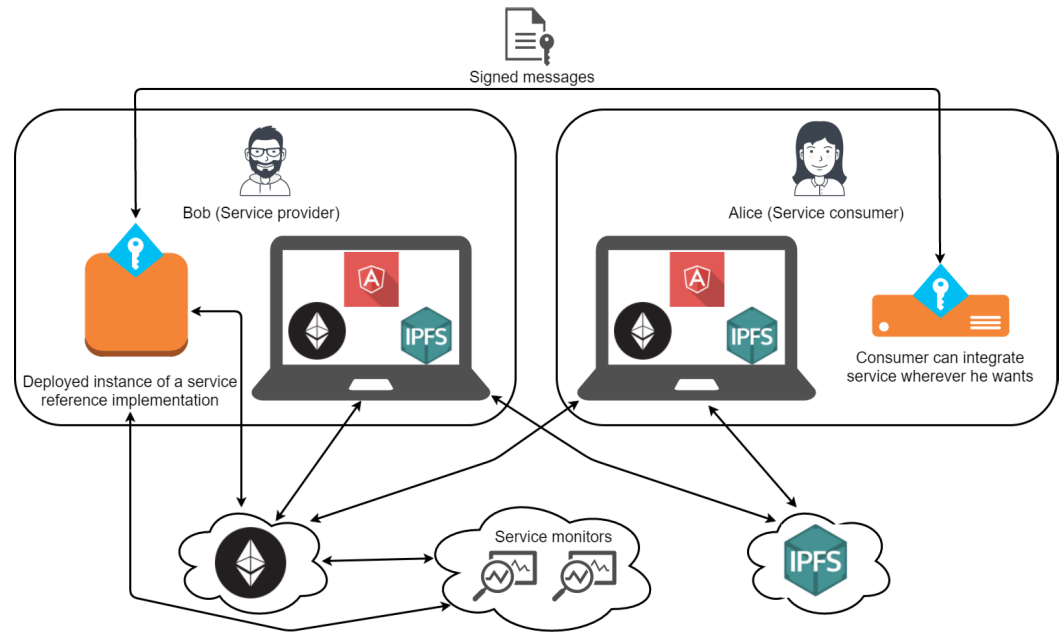 Signed messages
Bob (Service provider)
Alice (Service consumer)
A
IPFS
A
IPFS
Deployed instance of a service
reference implementation
Consumer can integrate
service wherever he wants
Service monitors
IPFS